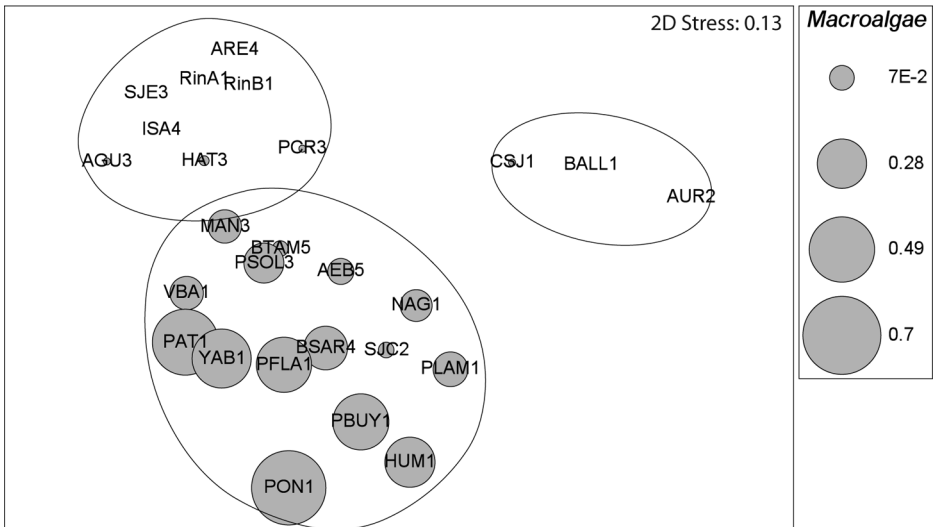 2D Stress: 0.13
Macroalgae
7E-2
0.28
0.49
0.7
ARE4
RinA1
RinB1
SJE3
ISA4
AGU3
HAT3
PCR3
CSJ1
BALL1
AUR2
MAN3
BTAM5
PSOL3
AEB5
VBA1
NAG1
PAT1
YAB1
PFLA1
BSAR4
SJC2
PLAM1
PBUY1
HUM1
PON1